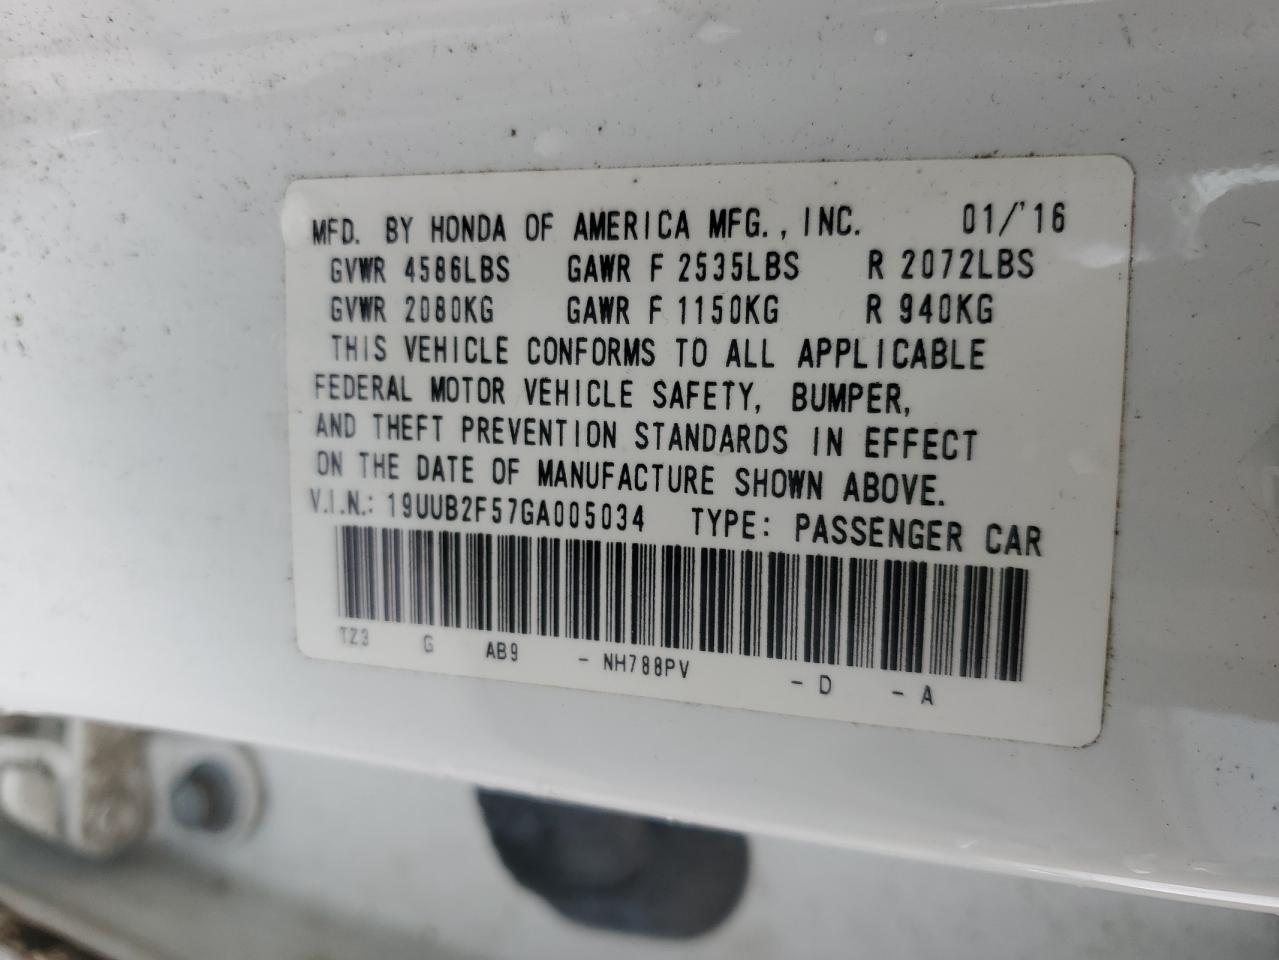 MFD. BY HONDA OF AMERICA MFG., INC. 01/'16
GVWR 4586LBS GAWR F 2535LBS R 2072LBS
GVWR 2080KG GAWR F 1150KG R 940KG
THIS VEHICLE CONFORMS TO ALL APPLICABLE
FEDERAL MOTOR VEHICLE SAFETY, BUMPER,
AND THEFT PREVENTION STANDARDS IN EFFECT
ON THE DATE OF MANUFACTURE SHOWN ABOVE.
V.I.N.: 19UUB2F57GA005034 TYPE: PASSENGER CAR
TZ3 G AB9 - NH788PV - D - A